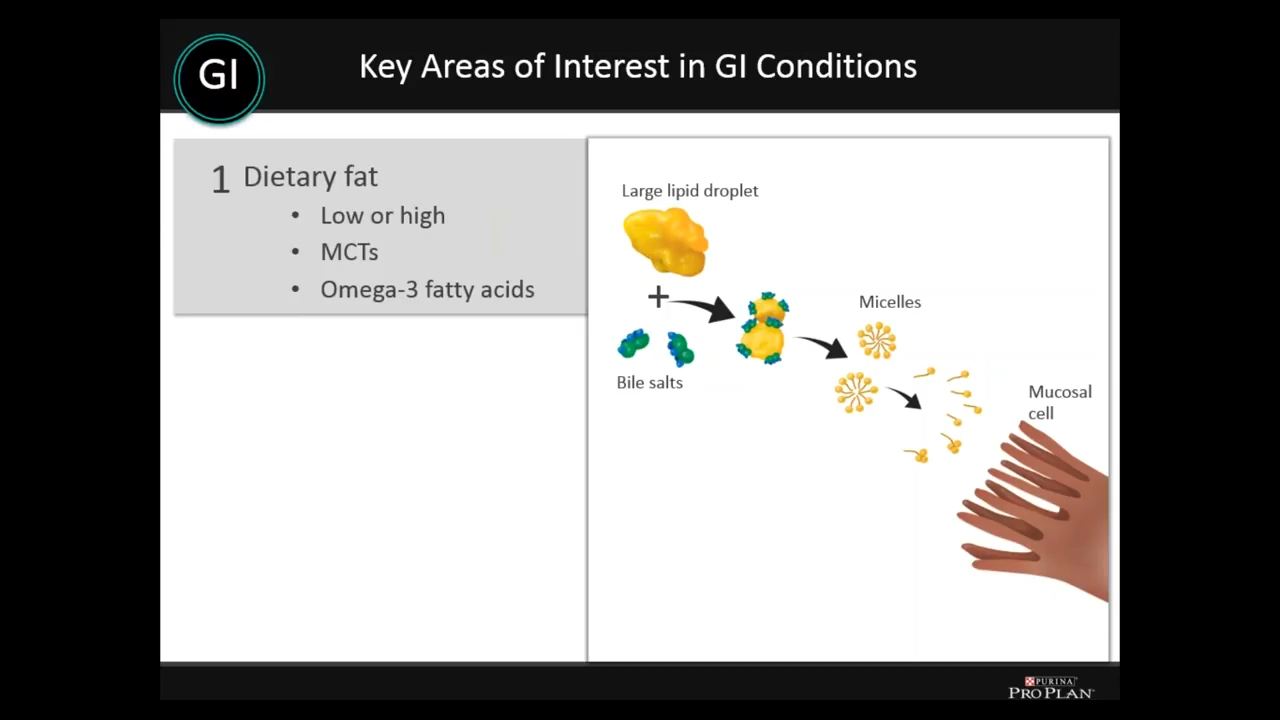 GI
Key Areas of Interest in GI Conditions
1 Dietary fat
• Low or high
• MCTs
• Omega-3 fatty acids
Large lipid droplet
+
Bile salts
Micelles
Mucosal
cell
PURINA
PRO PLAN